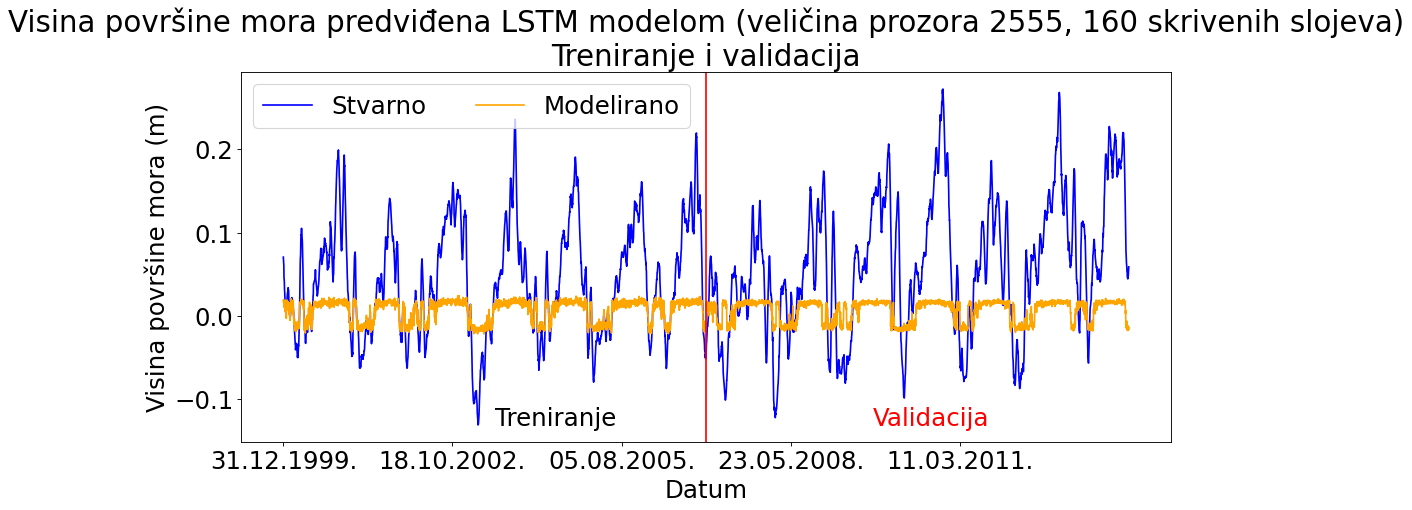 Visina površine mora predviđena LSTM modelom (veličina prozora 2555, 160 skrivenih slojeva)
Treniranje i validacija
Stvarno
Modelirano
Visina površine mora (m)
0.2
0.1
0.0
−0.1
Treniranje
Validacija
31.12.1999.
18.10.2002.
05.08.2005.
23.05.2008.
11.03.2011.
Datum